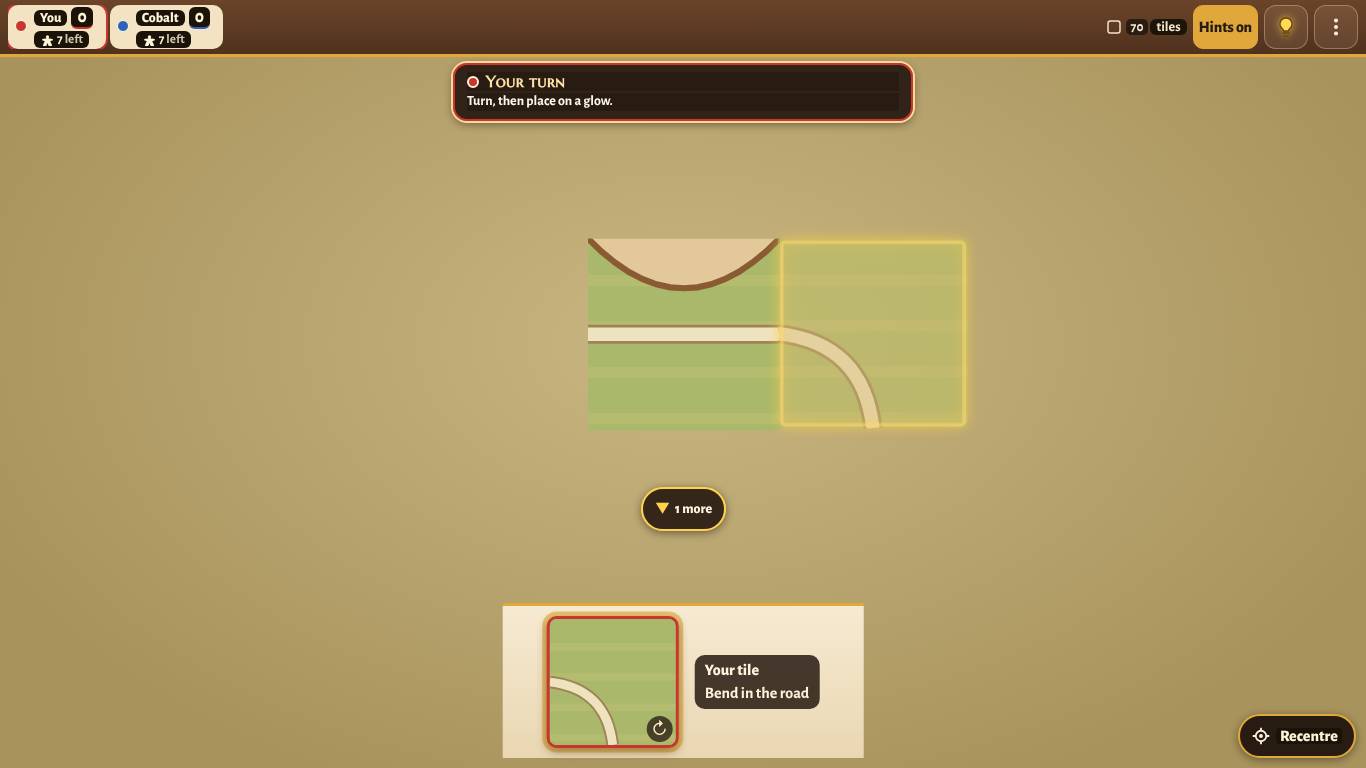 You 0
7 left
Cobalt 0
7 left
70 tiles
Hints on
Your turn
Turn, then place on a glow.
1 more
Your tile
Bend in the road
Recentre